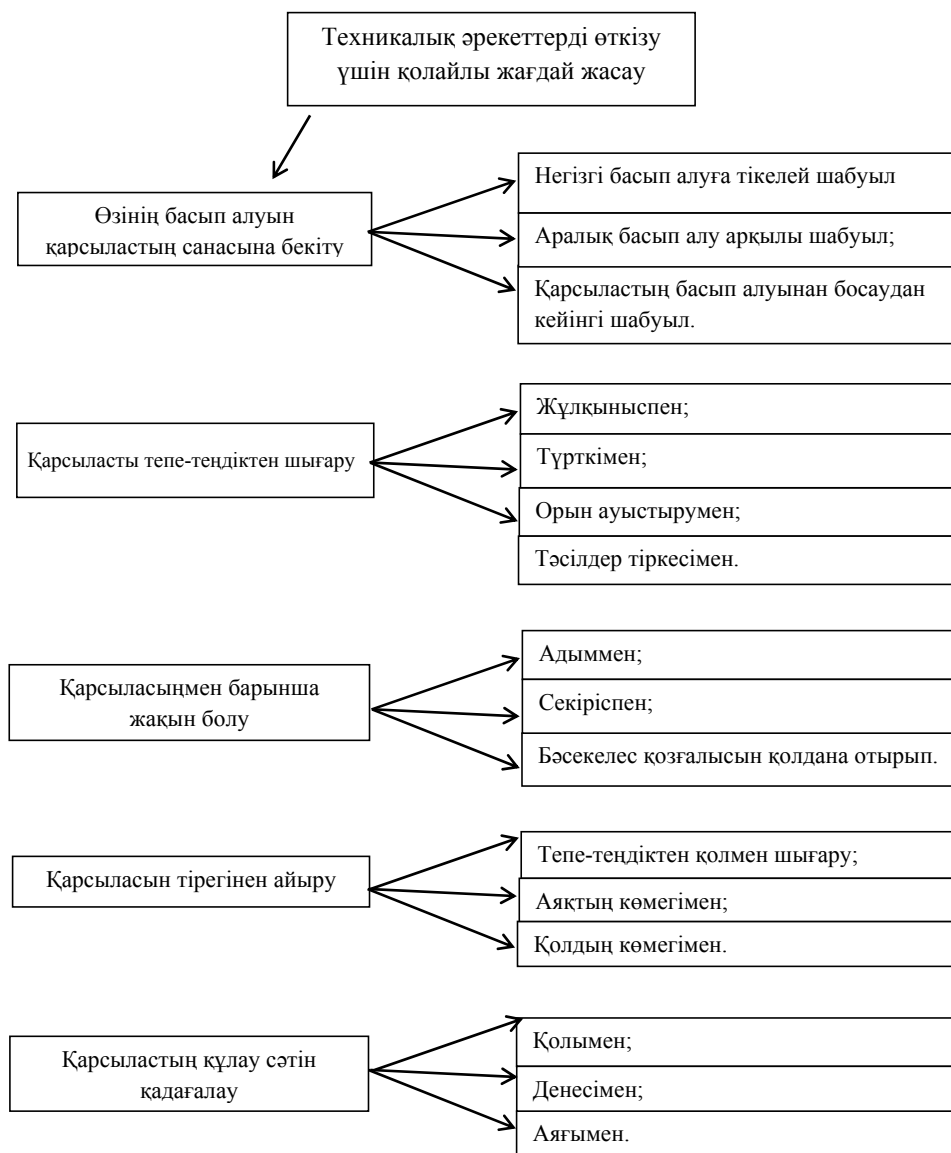 Техникалық әрекеттерді өткізу
үшін қолайлы жағдай жасау
Өзінің басып алуын
қарсыластың санасына бекіту
Негізгі басып алуға тікелей шабуыл
Аралық басып алу арқылы шабуыл;
Қарсыластың басып алуынан босаудан
кейінгі шабуыл.
Қарсыласты тепе-теңдіктен шығару
Жұлқыныспен;
Түрткімен;
Орын ауыстырумен;
Тәсілдер тіркесімен.
Қарсыласыңмен барынша
жақын болу
Адыммен;
Секіріспен;
Бәсекелес қозғалысын қолдана отырып.
Қарсыласын тірегінен айыру
Тепе-теңдіктен қолмен шығару;
Аяқтың көмегімен;
Қолдың көмегімен.
Қарсыластың құлау сәтін
қадағалау
Қолымен;
Денесімен;
Аяғымен.